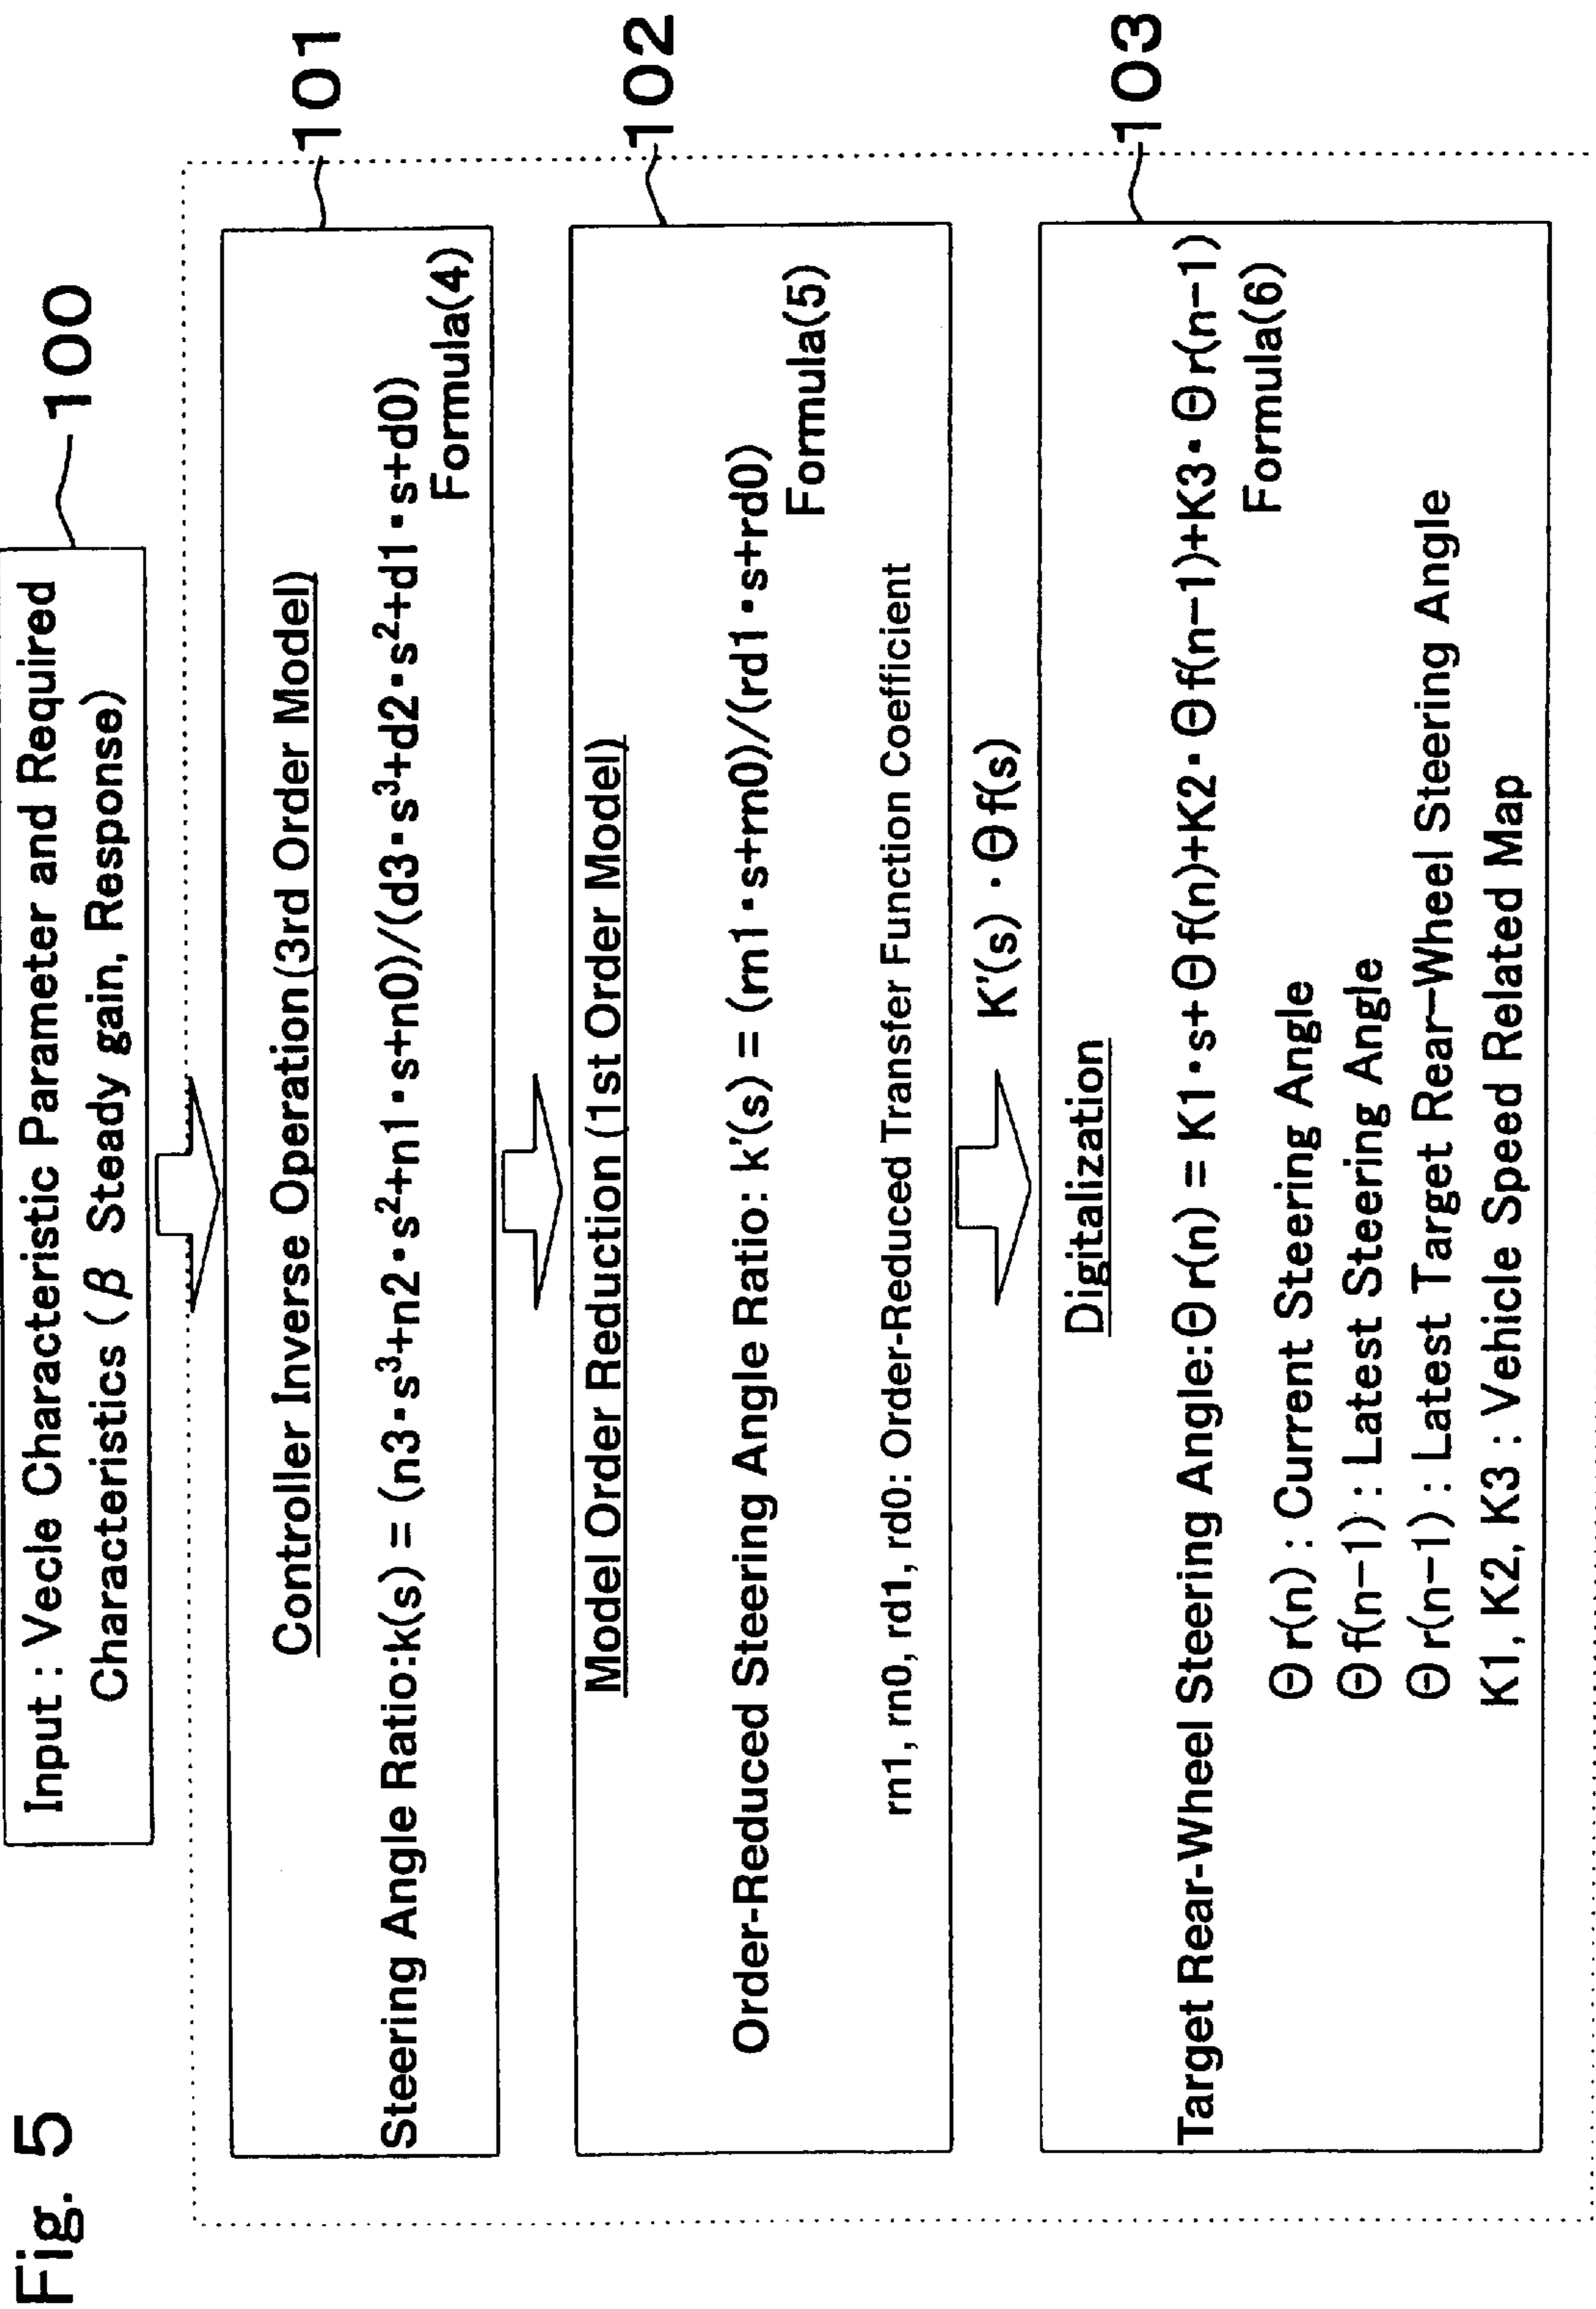 Fig. 5
Input : Vecle Characteristic Parameter and Required
Characteristics (β Steady gain, Response)
100
Controller Inverse Operation(3rd Order Model)
Steering Angle Ratio:k(s) = (n3・s³+n2・s²+n1・s+n0)/(d3・s³+d2・s²+d1・s+d0)
Formula(4)
101
Model Order Reduction (1st Order Model)
Order-Reduced Steering Angle Ratio: k'(s) = (rn1・s+rn0)/(rd1・s+rd0)
Formula(5)
rn1, rn0, rd1, rd0: Order-Reduced Transfer Function Coefficient
102
K'(s)・Θf(s)
Digitalization
Target Rear-Wheel Steering Angle:Θr(n) = K1・s+Θf(n)+K2・Θf(n-1)+K3・Θr(n-1)
Formula(6)
Θr(n) : Current Steering Angle
Θf(n-1) : Latest Steering Angle
Θr(n-1) : Latest Target Rear-Wheel Steering Angle
K1, K2, K3 : Vehicle Speed Related Map
103